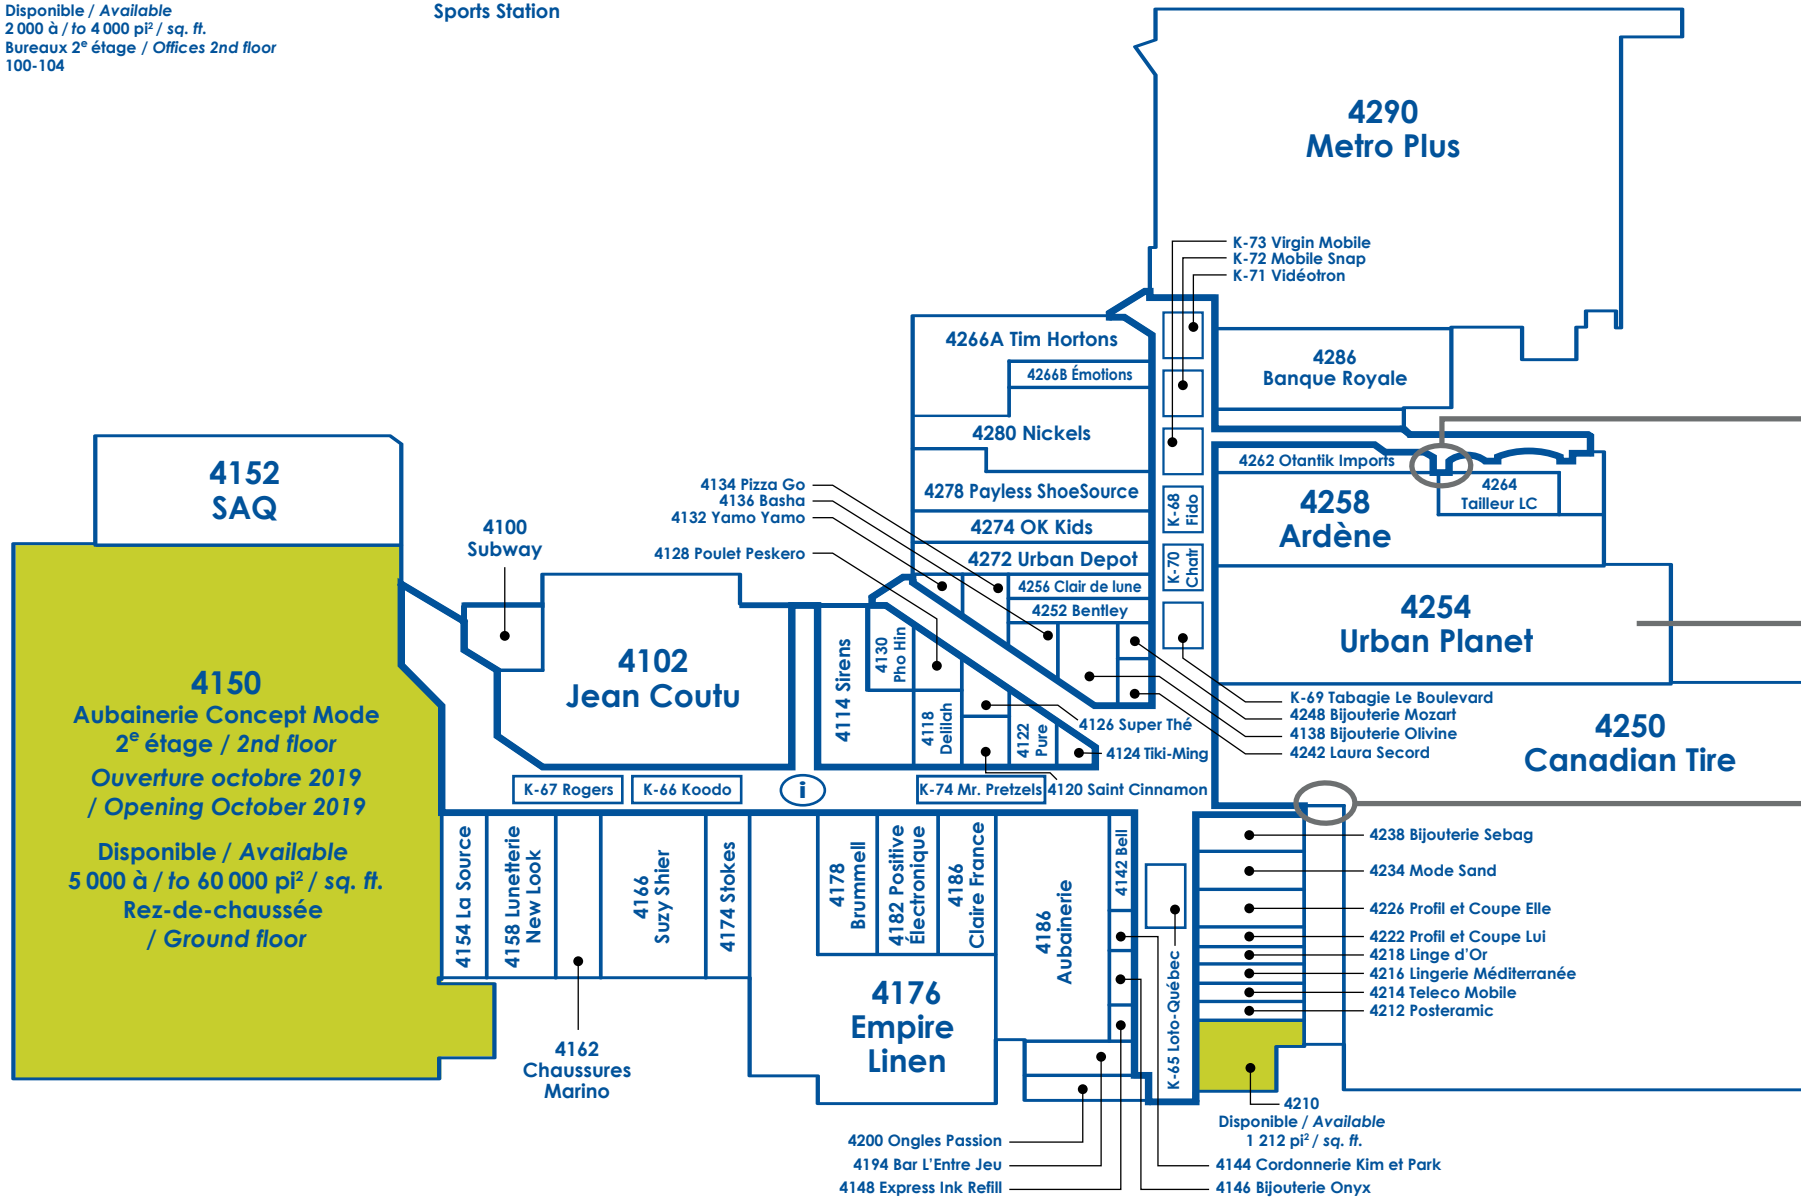 Disponible / Available
2 000 à / to 4 000 pi² / sq. ft.
Bureaux 2e étage / Offices 2nd floor
100-104
Sports Station
4290
Metro Plus
K-73 Virgin Mobile
K-72 Mobile Snap
K-71 Vidéotron
4266A Tim Hortons
4266B Émotions
4286
Banque Royale
4280 Nickels
4262 Otantik Imports
4264
Tailleur LC
4258
Ardène
4152
SAQ
4134 Pizza Go
4136 Basha
4132 Yamo Yamo
4128 Poulet Peskero
4278 Payless ShoeSource
4274 OK Kids
4272 Urban Depot
4256 Clair de lune
4252 Bentley
K-68
Fido
K-70
Chatr
4100
Subway
4254
Urban Planet
4102
Jean Coutu
4114 Sirens
4130
Pho Hin
4118
Delilah
4122
Pure
4126 Super Thé
4124 Tiki-Ming
4120 Saint Cinnamon
K-69 Tabagie Le Boulevard
4248 Bijouterie Mozart
4138 Bijouterie Olivine
4242 Laura Secord
4250
Canadian Tire
4150
Aubainerie Concept Mode
2e étage / 2nd floor
Ouverture octobre 2019
/ Opening October 2019
Disponible / Available
5 000 à / to 60 000 pi² / sq. ft.
Rez-de-chaussée
/ Ground floor
K-67 Rogers
K-66 Koodo
i
K-74 Mr. Pretzels
4154 La Source
4158 Lunetterie
New Look
4166
Suzy Shier
4174 Stokes
4178
Brummell
4182 Positive
Électronique
4186
Claire France
4186
Aubainerie
4142 Bell
K-65 Loto-Québec
4238 Bijouterie Sebag
4234 Mode Sand
4226 Profil et Coupe Elle
4222 Profil et Coupe Lui
4218 Linge d'Or
4216 Lingerie Méditerranée
4214 Teleco Mobile
4212 Posteramic
4176
Empire
Linen
4162
Chaussures
Marino
4210
Disponible / Available
1 212 pi² / sq. ft.
4200 Ongles Passion
4194 Bar L'Entre Jeu
4148 Express Ink Refill
4144 Cordonnerie Kim et Park
4146 Bijouterie Onyx